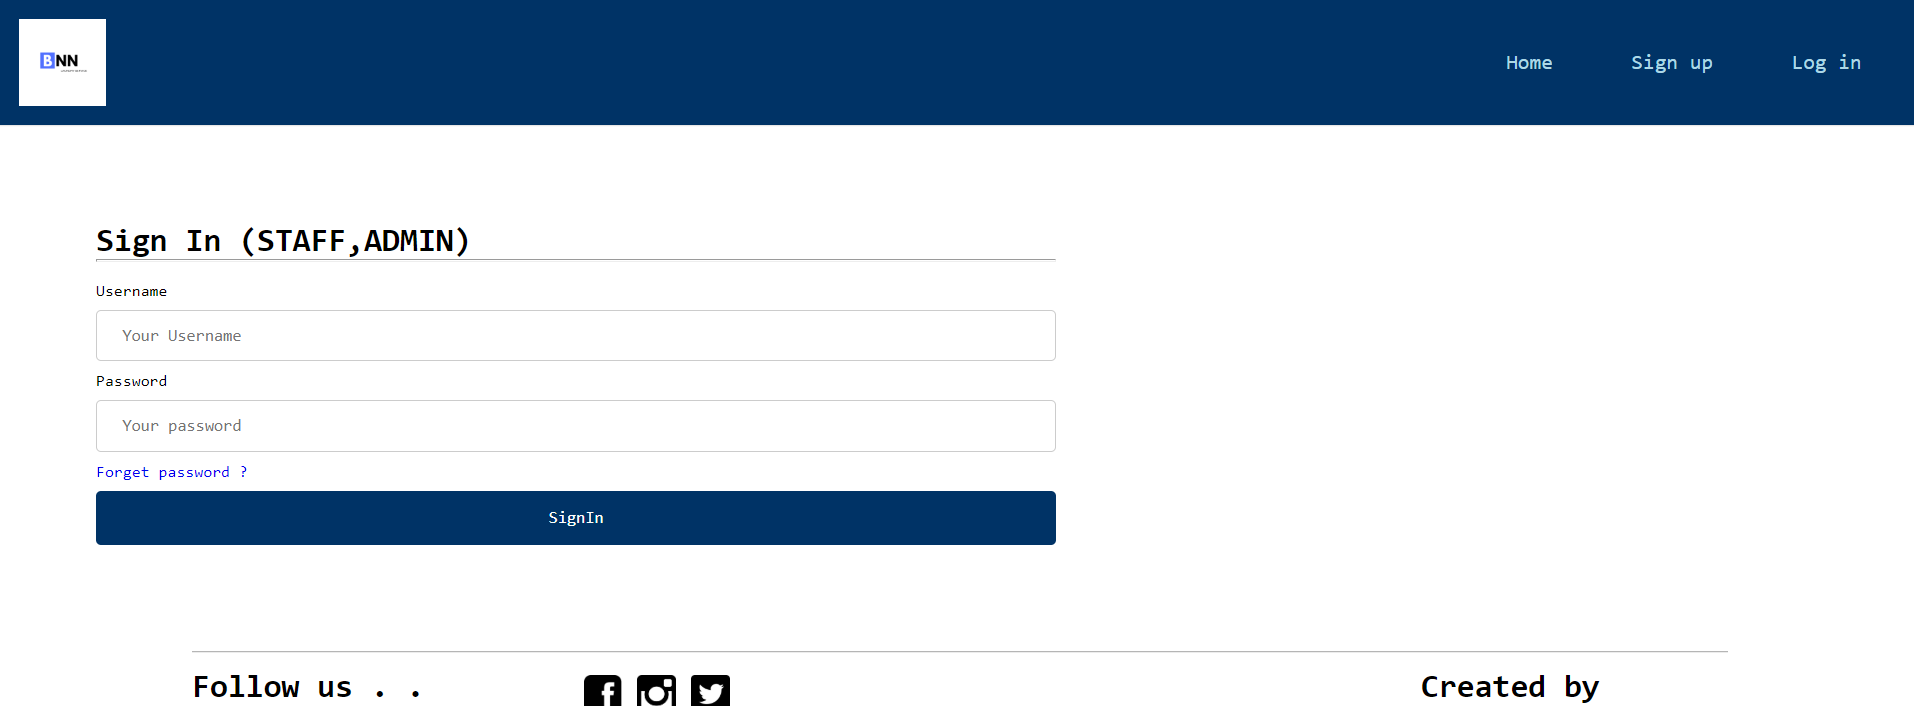 BNN
Home
Sign up
Log in
Sign In (STAFF,ADMIN)
Username
Your Username
Password
Your password
Forget password ?
SignIn
Follow us . .
Created by